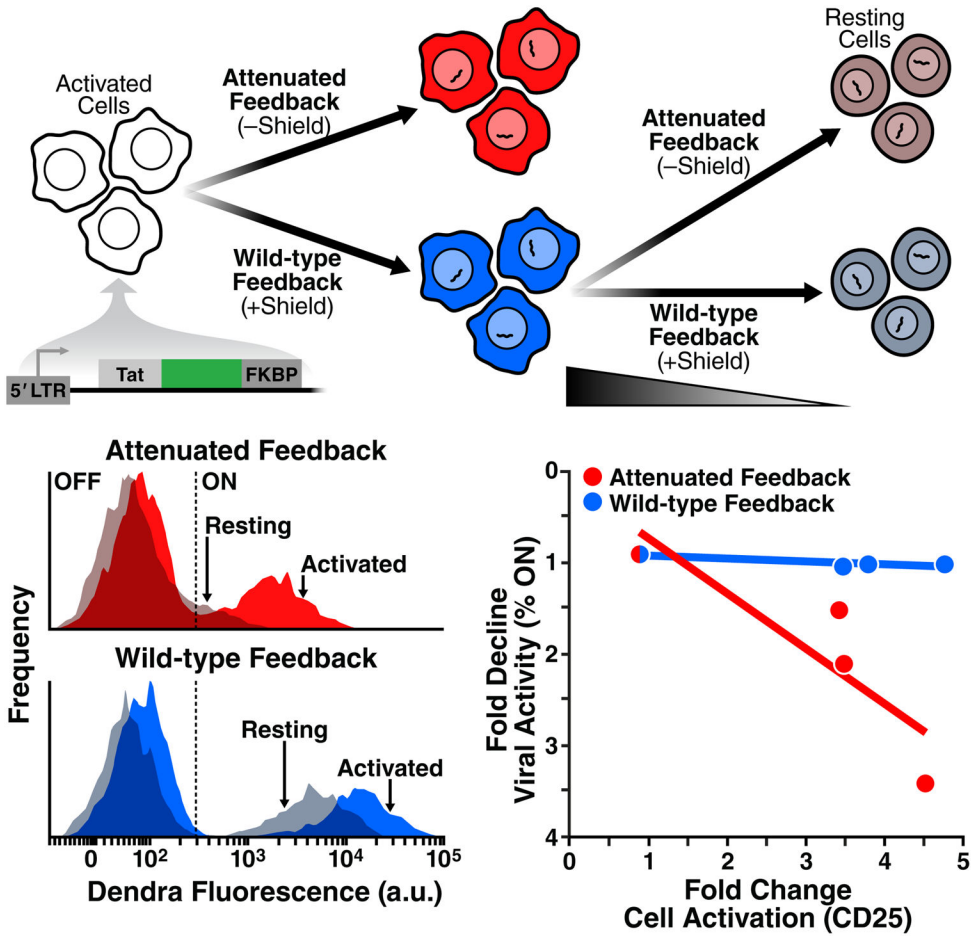 Activated
Cells
Attenuated
Feedback
(–Shield)
Wild-type
Feedback
(+Shield)
Resting
Cells
Attenuated
Feedback
(–Shield)
Wild-type
Feedback
(+Shield)
5′ LTR
Tat
FKBP
Attenuated Feedback
OFF
ON
Resting
Activated
Wild-type Feedback
Resting
Activated
Frequency
0
10²
10³
10⁴
10⁵
Dendra Fluorescence (a.u.)
Attenuated Feedback
Wild-type Feedback
Fold Decline
Viral Activity (% ON)
0
1
2
3
4
0
1
2
3
4
5
Fold Change
Cell Activation (CD25)